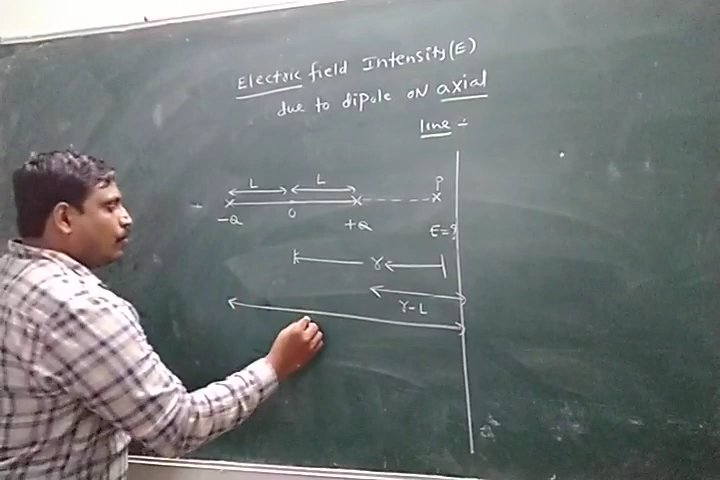 Electric field Intensity (E)
due to dipole ON axial
line ÷
L L P
-Q O +Q
E=?
r
r-L